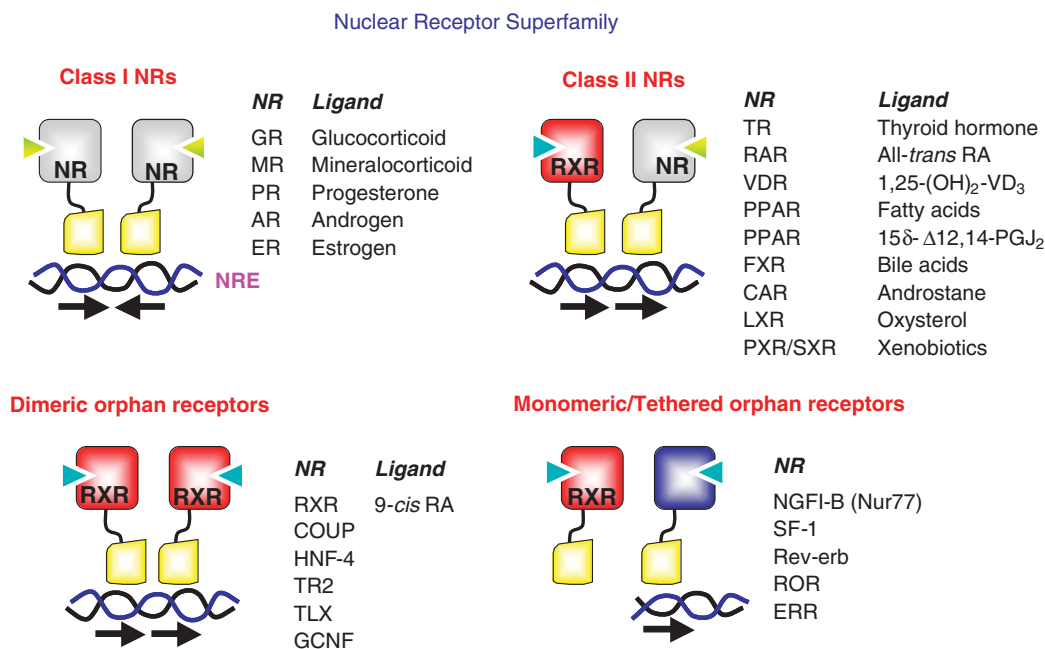 Nuclear Receptor Superfamily
Class I NRs
NR Ligand
GR Glucocorticoid
MR Mineralocorticoid
PR Progesterone
AR Androgen
ER Estrogen
NR NR
NRE
Class II NRs
NR Ligand
TR Thyroid hormone
RAR All-trans RA
VDR 1,25-(OH)₂-VD₃
PPAR Fatty acids
PPAR 15δ- Δ12,14-PGJ₂
FXR Bile acids
CAR Androstane
LXR Oxysterol
PXR/SXR Xenobiotics
RXR NR
Dimeric orphan receptors
NR Ligand
RXR 9-cis RA
COUP
HNF-4
TR2
TLX
GCNF
RXR RXR
Monomeric/Tethered orphan receptors
NR
NGFI-B (Nur77)
SF-1
Rev-erb
ROR
ERR
RXR